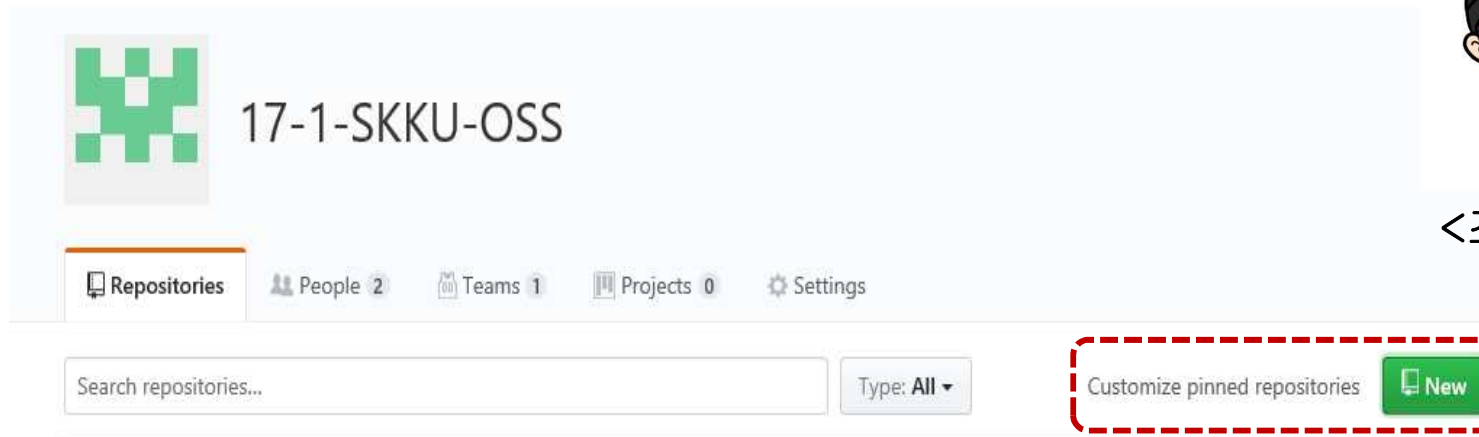 17-1-SKKU-OSS
Repositories People 2 Teams 1 Projects 0 Settings
Search repositories... Type: All Customize pinned repositories New